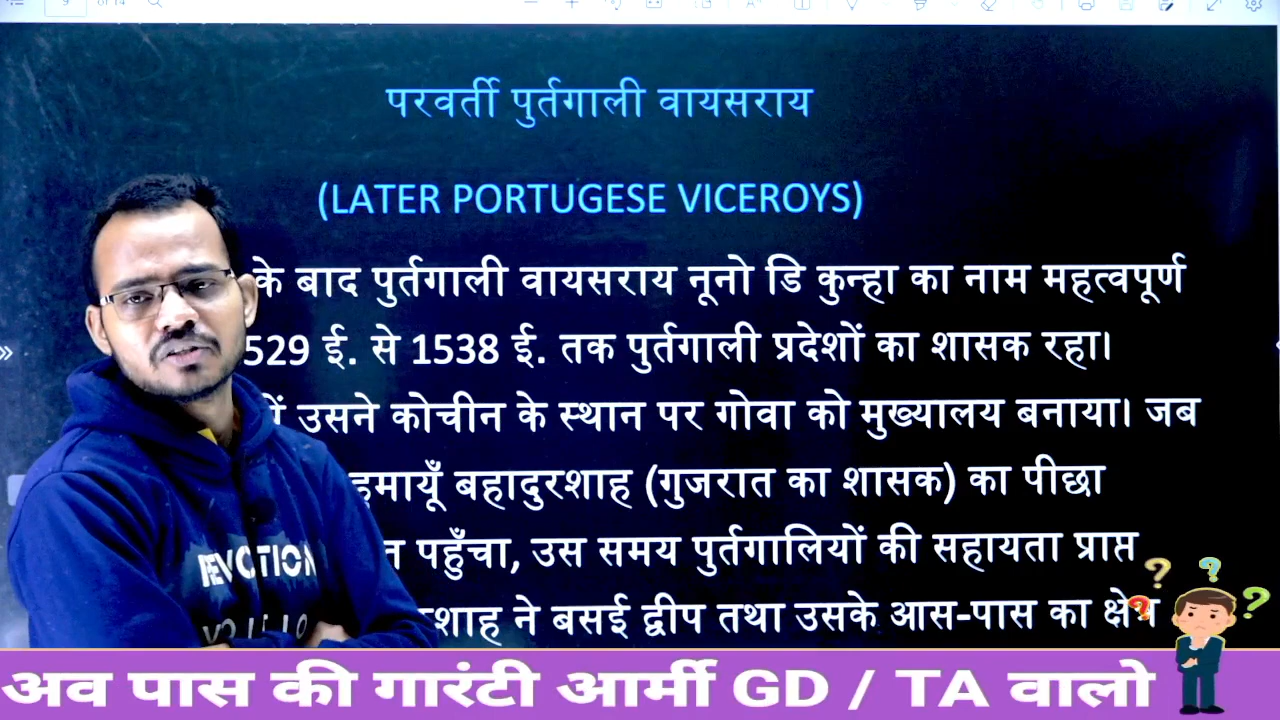 परवर्ती पुर्तगाली वायसराय
(LATER PORTUGESE VICEROYS)
के बाद पुर्तगाली वायसराय नूनो डि कुन्हा का नाम महत्वपूर्ण
529 ई. से 1538 ई. तक पुर्तगाली प्रदेशों का शासक रहा।
में उसने कोचीन के स्थान पर गोवा को मुख्यालय बनाया। जब
हुमायूँ बहादुरशाह (गुजरात का शासक) का पीछा
पहुँचा, उस समय पुर्तगालियों की सहायता प्राप्त
शाह ने बसई द्वीप तथा उसके आस-पास का क्षेत्र
अव पास की गारंटी आर्मी GD / TA वालो